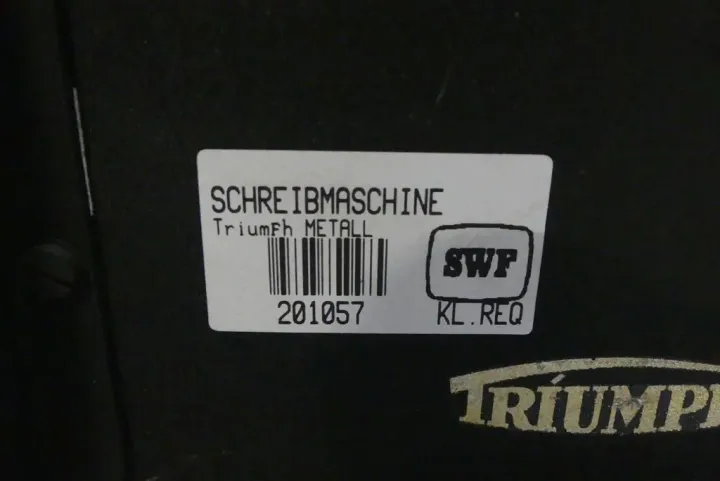 SCHREIBMASCHINE
Triumph METALL
SWF
201057
KL.REQ
TRIUMPH